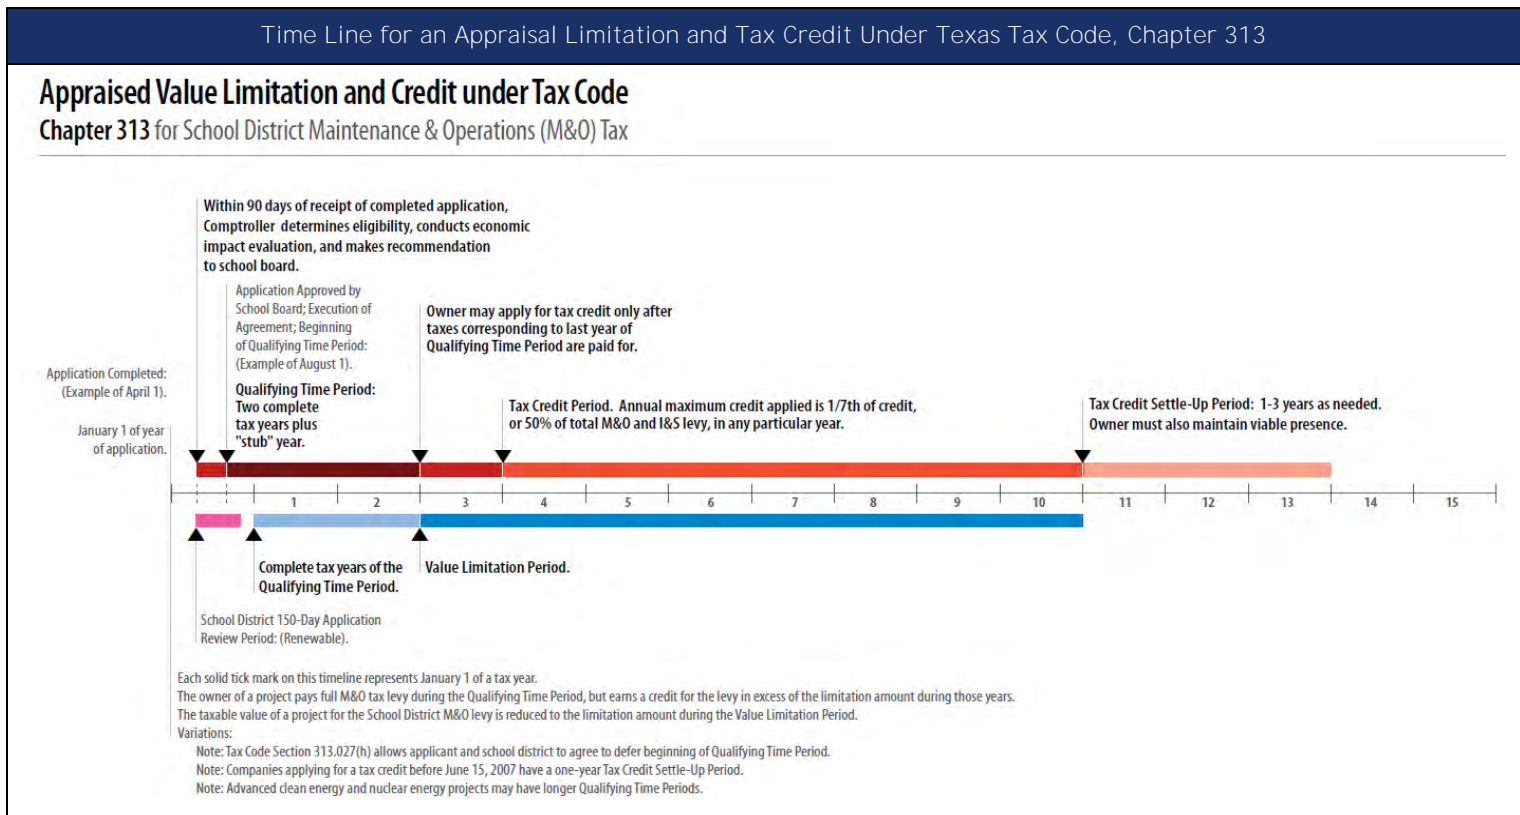 Time Line for an Appraisal Limitation and Tax Credit Under Texas Tax Code, Chapter 313
Appraised Value Limitation and Credit under Tax Code
Chapter 313 for School District Maintenance & Operations (M&O) Tax
Within 90 days of receipt of completed application,
Comptroller determines eligibility, conducts economic
impact evaluation, and makes recommendation
to school board.
Application Approved by
School Board; Execution of
Agreement; Beginning
of Qualifying Time Period:
(Example of August 1).
Owner may apply for tax credit only after
taxes corresponding to last year of
Qualifying Time Period are paid for.
Application Completed:
(Example of April 1).
Qualifying Time Period:
Two complete
tax years plus
"stub" year.
Tax Credit Period. Annual maximum credit applied is 1/7th of credit,
or 50% of total M&O and I&S levy, in any particular year.
Tax Credit Settle-Up Period: 1-3 years as needed.
Owner must also maintain viable presence.
January 1 of year
of application.
1 2 3 4 5 6 7 8 9 10 11 12 13 14 15
Complete tax years of the
Qualifying Time Period.
Value Limitation Period.
School District 150-Day Application
Review Period: (Renewable).
Each solid tick mark on this timeline represents January 1 of a tax year.
The owner of a project pays full M&O tax levy during the Qualifying Time Period, but earns a credit for the levy in excess of the limitation amount during those years.
The taxable value of a project for the School District M&O levy is reduced to the limitation amount during the Value Limitation Period.
Variations:
Note: Tax Code Section 313.027(h) allows applicant and school district to agree to defer beginning of Qualifying Time Period.
Note: Companies applying for a tax credit before June 15, 2007 have a one-year Tax Credit Settle-Up Period.
Note: Advanced clean energy and nuclear energy projects may have longer Qualifying Time Periods.